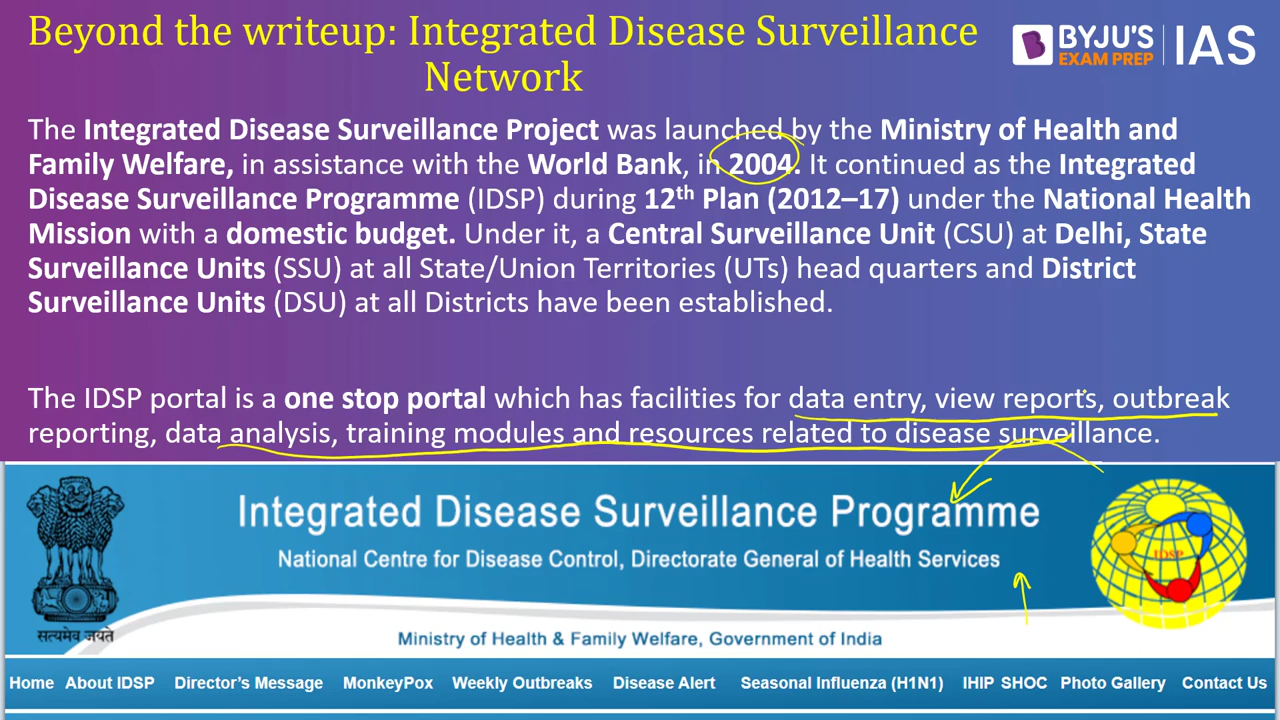 Beyond the writeup: Integrated Disease Surveillance
Network
BYJU'S
EXAM PREP
IAS
The Integrated Disease Surveillance Project was launched by the Ministry of Health and
Family Welfare, in assistance with the World Bank, in 2004. It continued as the Integrated
Disease Surveillance Programme (IDSP) during 12th Plan (2012–17) under the National Health
Mission with a domestic budget. Under it, a Central Surveillance Unit (CSU) at Delhi, State
Surveillance Units (SSU) at all State/Union Territories (UTs) head quarters and District
Surveillance Units (DSU) at all Districts have been established.
The IDSP portal is a one stop portal which has facilities for data entry, view reports, outbreak
reporting, data analysis, training modules and resources related to disease surveillance.
Integrated Disease Surveillance Programme
National Centre for Disease Control, Directorate General of Health Services
IDSP
सत्यमेव जयते
Ministry of Health & Family Welfare, Government of India
Home About IDSP Director's Message MonkeyPox Weekly Outbreaks Disease Alert Seasonal Influenza (H1N1) IHIP SHOC Photo Gallery Contact Us